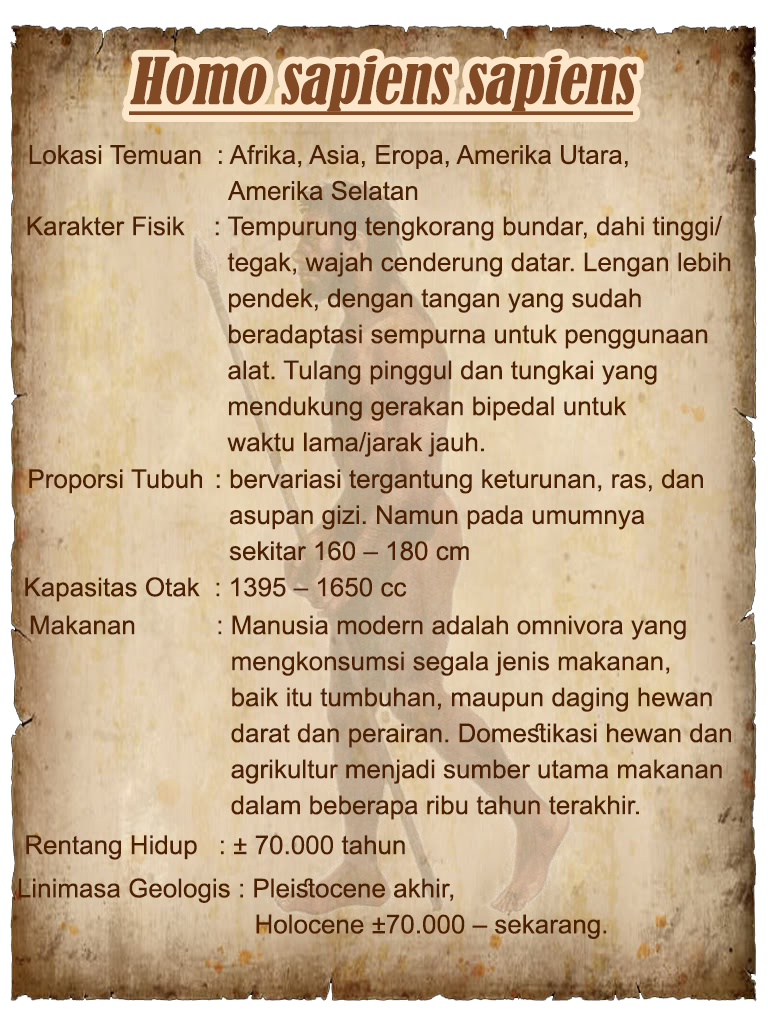 Homo sapiens sapiens
Lokasi Temuan : Afrika, Asia, Eropa, Amerika Utara,
Amerika Selatan
Karakter Fisik : Tempurung tengkorang bundar, dahi tinggi/
tegak, wajah cenderung datar. Lengan lebih
pendek, dengan tangan yang sudah
beradaptasi sempurna untuk penggunaan
alat. Tulang pinggul dan tungkai yang
mendukung gerakan bipedal untuk
waktu lama/jarak jauh.
Proporsi Tubuh : bervariasi tergantung keturunan, ras, dan
asupan gizi. Namun pada umumnya
sekitar 160 – 180 cm
Kapasitas Otak : 1395 – 1650 cc
Makanan : Manusia modern adalah omnivora yang
mengkonsumsi segala jenis makanan,
baik itu tumbuhan, maupun daging hewan
darat dan perairan. Domestikasi hewan dan
agrikultur menjadi sumber utama makanan
dalam beberapa ribu tahun terakhir.
Rentang Hidup : ± 70.000 tahun
Linimasa Geologis : Pleistocene akhir,
Holocene ±70.000 – sekarang.